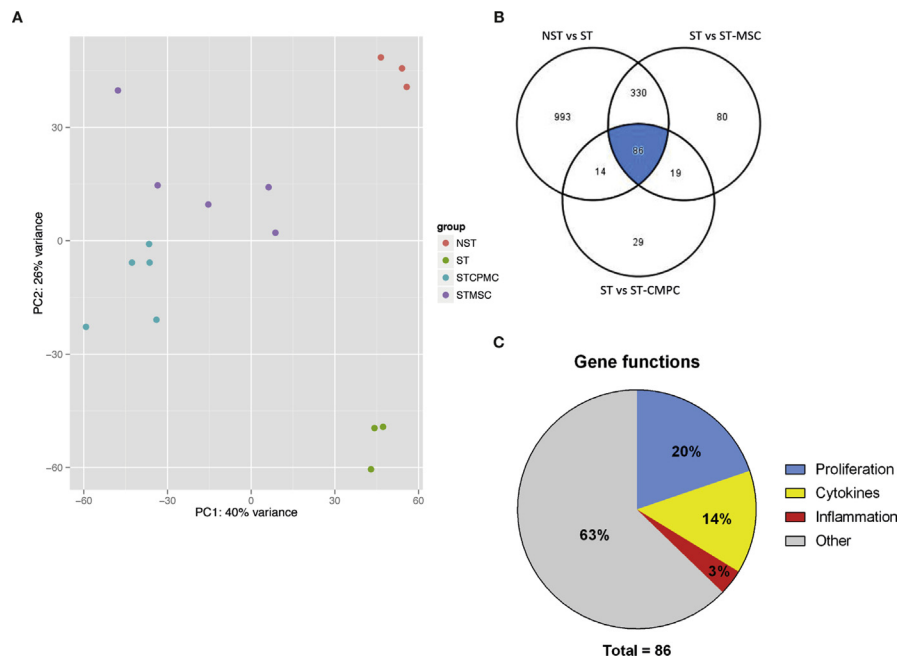 A
PC2: 26% variance
30
0
−30
−60
−60
−30
0
30
60
PC1: 40% variance
group
NST
ST
STCPMC
STMSC
B
NST vs ST
ST vs ST-MSC
993
330
80
86
14
19
29
ST vs ST-CMPC
C
Gene functions
20%
14%
3%
63%
Proliferation
Cytokines
Inflammation
Other
Total = 86